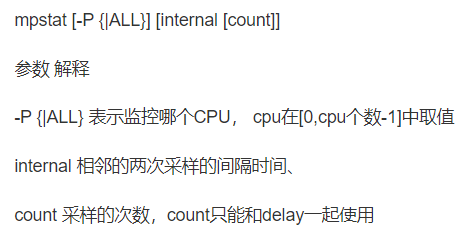 mpstat [-P {|ALL}] [internal [count]]
参数 解释
-P {|ALL} 表示监控哪个CPU， cpu在[0,cpu个数-1]中取值
internal 相邻的两次采样的间隔时间、
count 采样的次数，count只能和delay一起使用